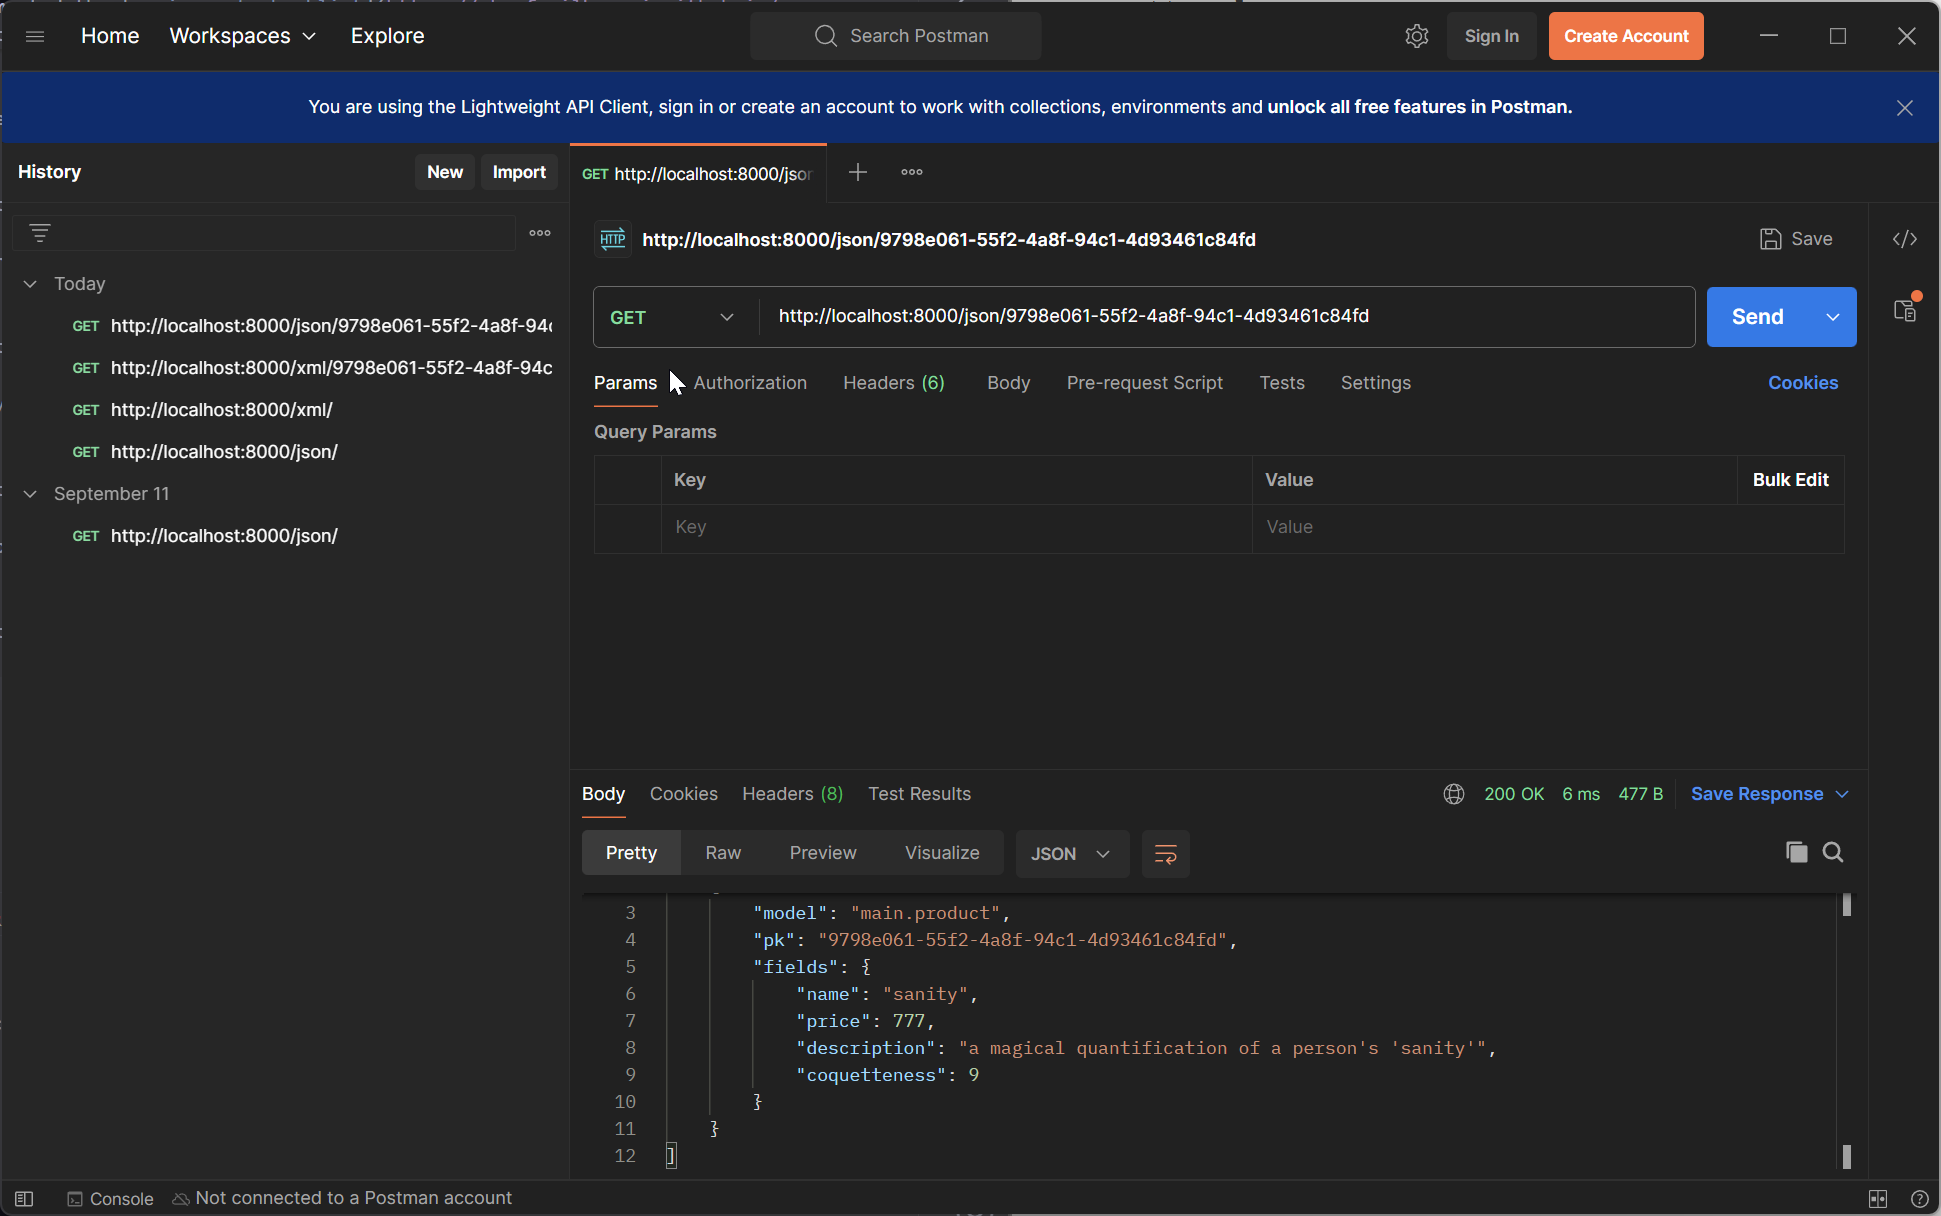 Home Workspaces Explore Search Postman Sign In Create Account
You are using the Lightweight API Client, sign in or create an account to work with collections, environments and unlock all free features in Postman.
History New Import
GET http://localhost:8000/jsor
HTTP http://localhost:8000/json/9798e061-55f2-4a8f-94c1-4d93461c84fd Save </>
Today
GET http://localhost:8000/json/9798e061-55f2-4a8f-94c
GET http://localhost:8000/xml/9798e061-55f2-4a8f-94c
GET http://localhost:8000/xml/
GET http://localhost:8000/json/
September 11
GET http://localhost:8000/json/
GET http://localhost:8000/json/9798e061-55f2-4a8f-94c1-4d93461c84fd Send
Params Authorization Headers (6) Body Pre-request Script Tests Settings Cookies
Query Params
Key Value Bulk Edit
Key Value
Body Cookies Headers (8) Test Results 200 OK 6 ms 477 B Save Response
Pretty Raw Preview Visualize JSON
3 "model": "main.product",
4 "pk": "9798e061-55f2-4a8f-94c1-4d93461c84fd",
5 "fields": {
6 "name": "sanity",
7 "price": 777,
8 "description": "a magical quantification of a person's 'sanity'",
9 "coquetteness": 9
10 }
11 }
12 ]
Console Not connected to a Postman account